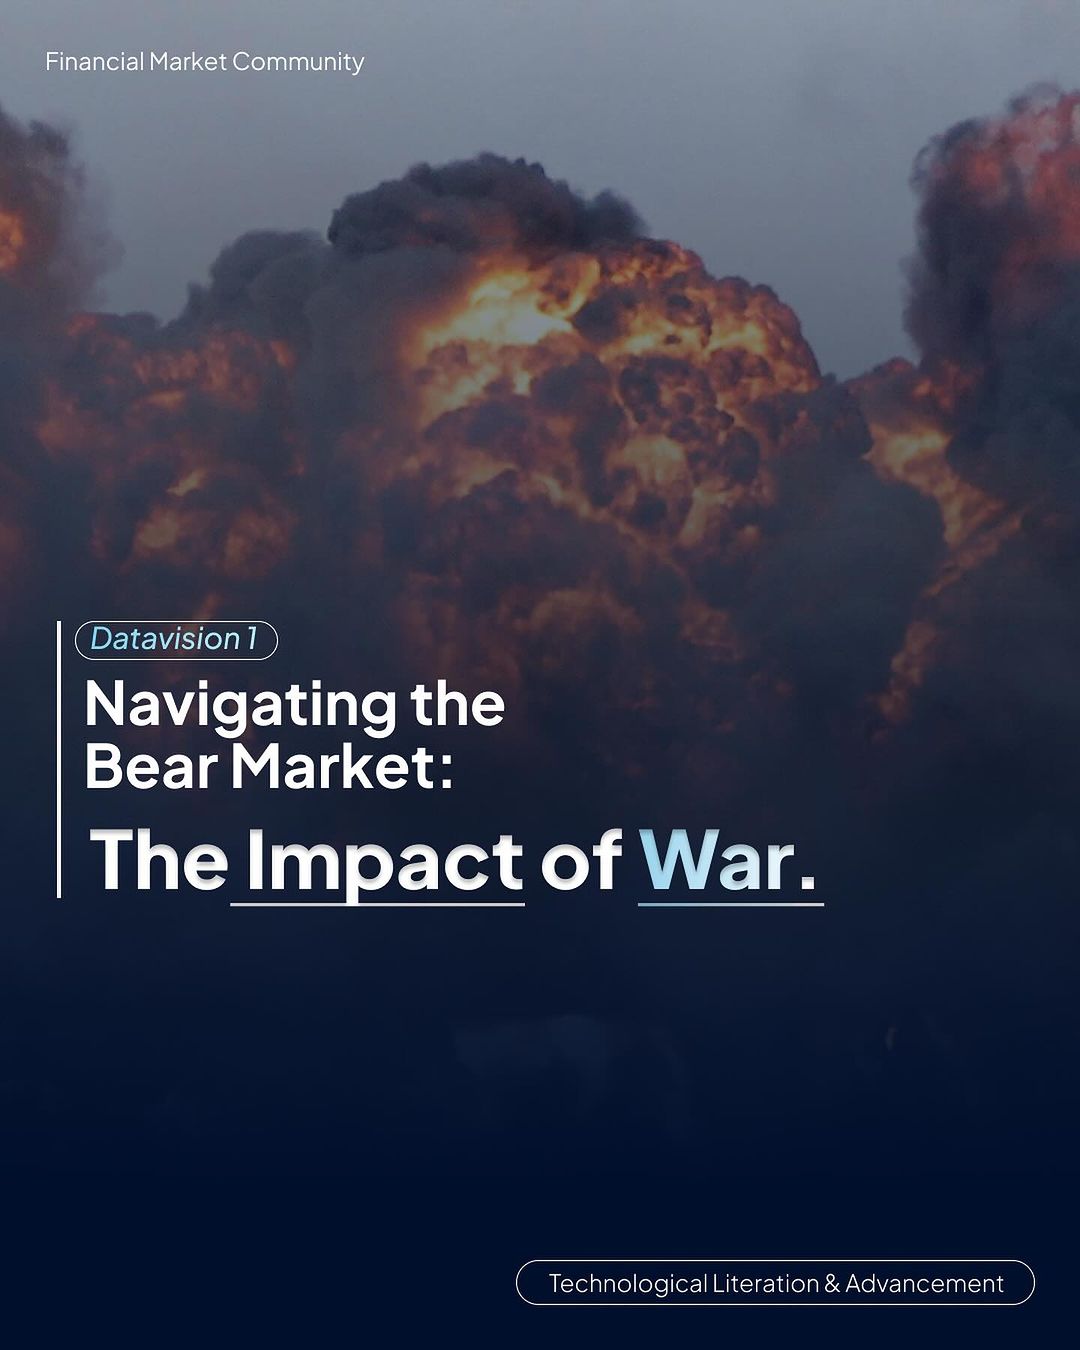 Financial Market Community
Datavision 1
Navigating the
Bear Market:
The Impact of War.
Technological Literation & Advancement